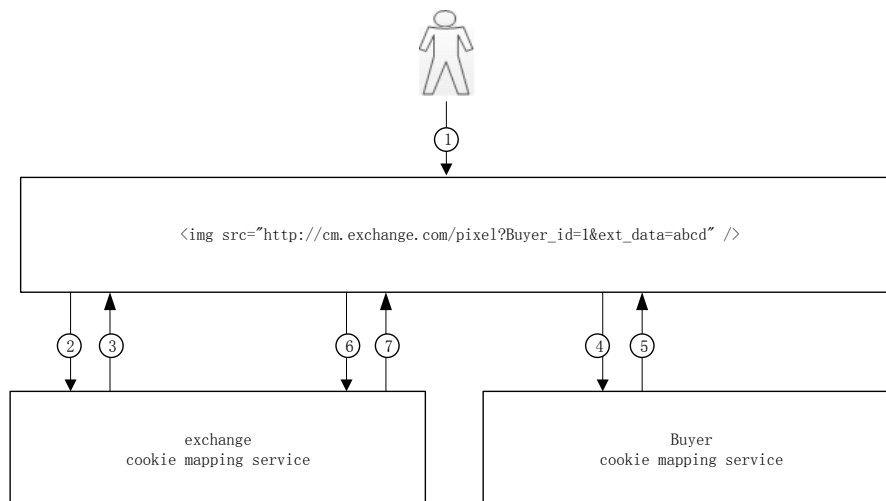 1
<img src="http://cm.exchange.com/pixel?Buyer_id=1&ext_data=abcd" />
2
3
6
7
4
5
exchange
cookie mapping service
Buyer
cookie mapping service